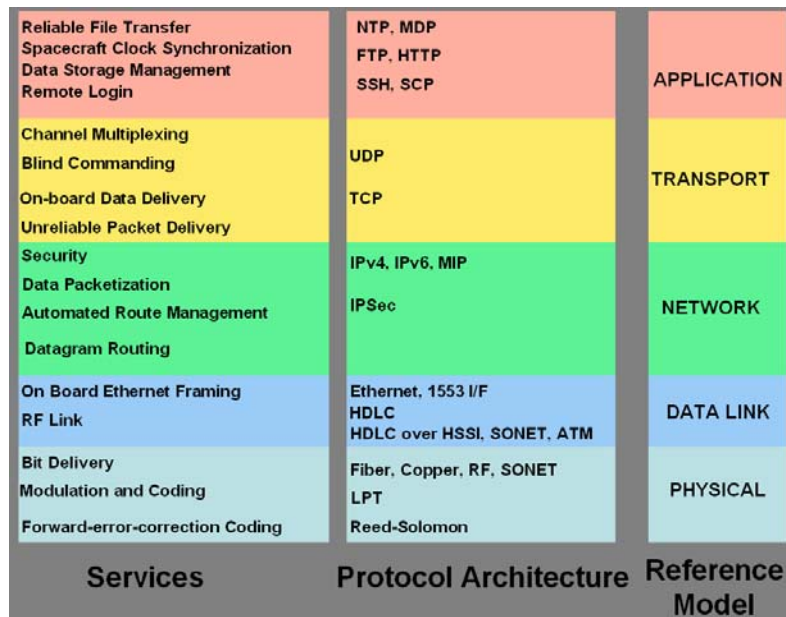 Reliable File Transfer
Spacecraft Clock Synchronization
Data Storage Management
Remote Login
NTP, MDP
FTP, HTTP
SSH, SCP
APPLICATION
Channel Multiplexing
Blind Commanding
On-board Data Delivery
Unreliable Packet Delivery
UDP
TCP
TRANSPORT
Security
Data Packetization
Automated Route Management
Datagram Routing
IPv4, IPv6, MIP
IPSec
NETWORK
On Board Ethernet Framing
RF Link
Ethernet, 1553 I/F
HDLC
HDLC over HSSI, SONET, ATM
DATA LINK
Bit Delivery
Modulation and Coding
Forward-error-correction Coding
Fiber, Copper, RF, SONET
LPT
Reed-Solomon
PHYSICAL
Services
Protocol Architecture
Reference
Model